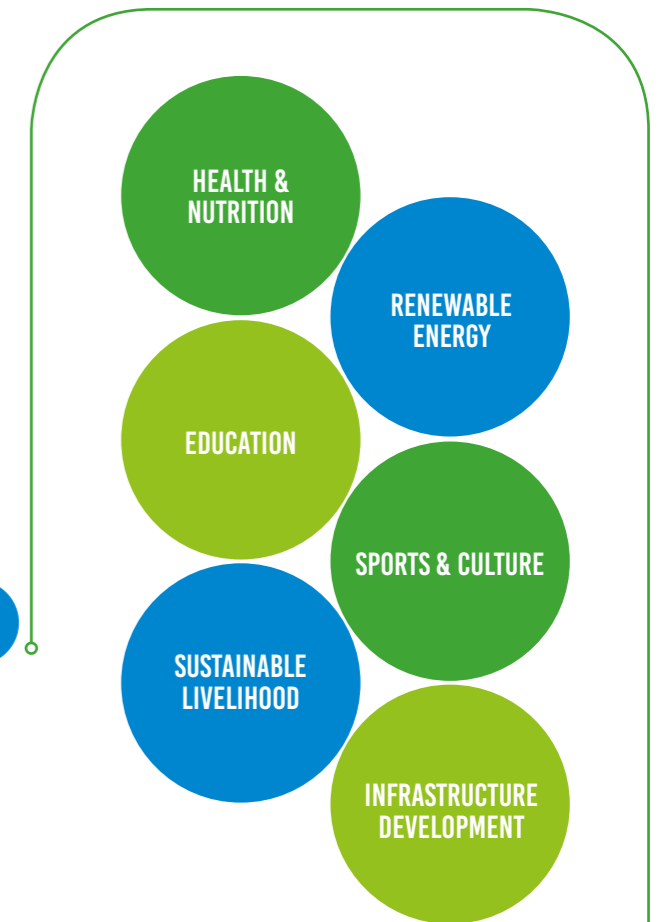 HEALTH &
NUTRITION
RENEWABLE
ENERGY
EDUCATION
SPORTS & CULTURE
SUSTAINABLE
LIVELIHOOD
INFRASTRUCTURE
DEVELOPMENT